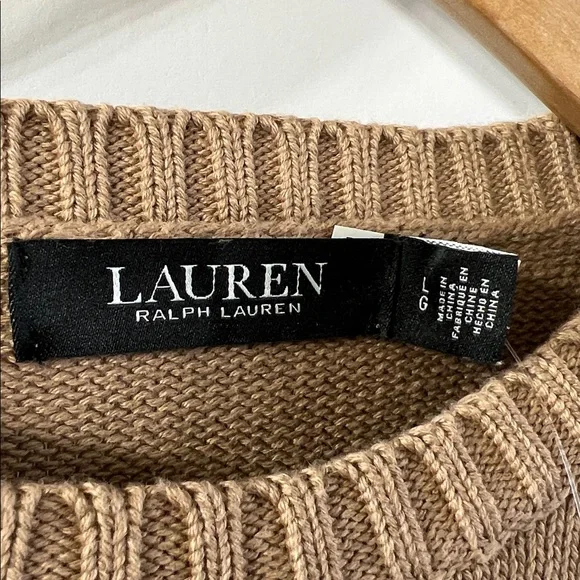 LAUREN
RALPH LAUREN
L
G
MADE IN
CHINA
FABRIQUÉ EN
CHINE
HECHO EN
CHINA